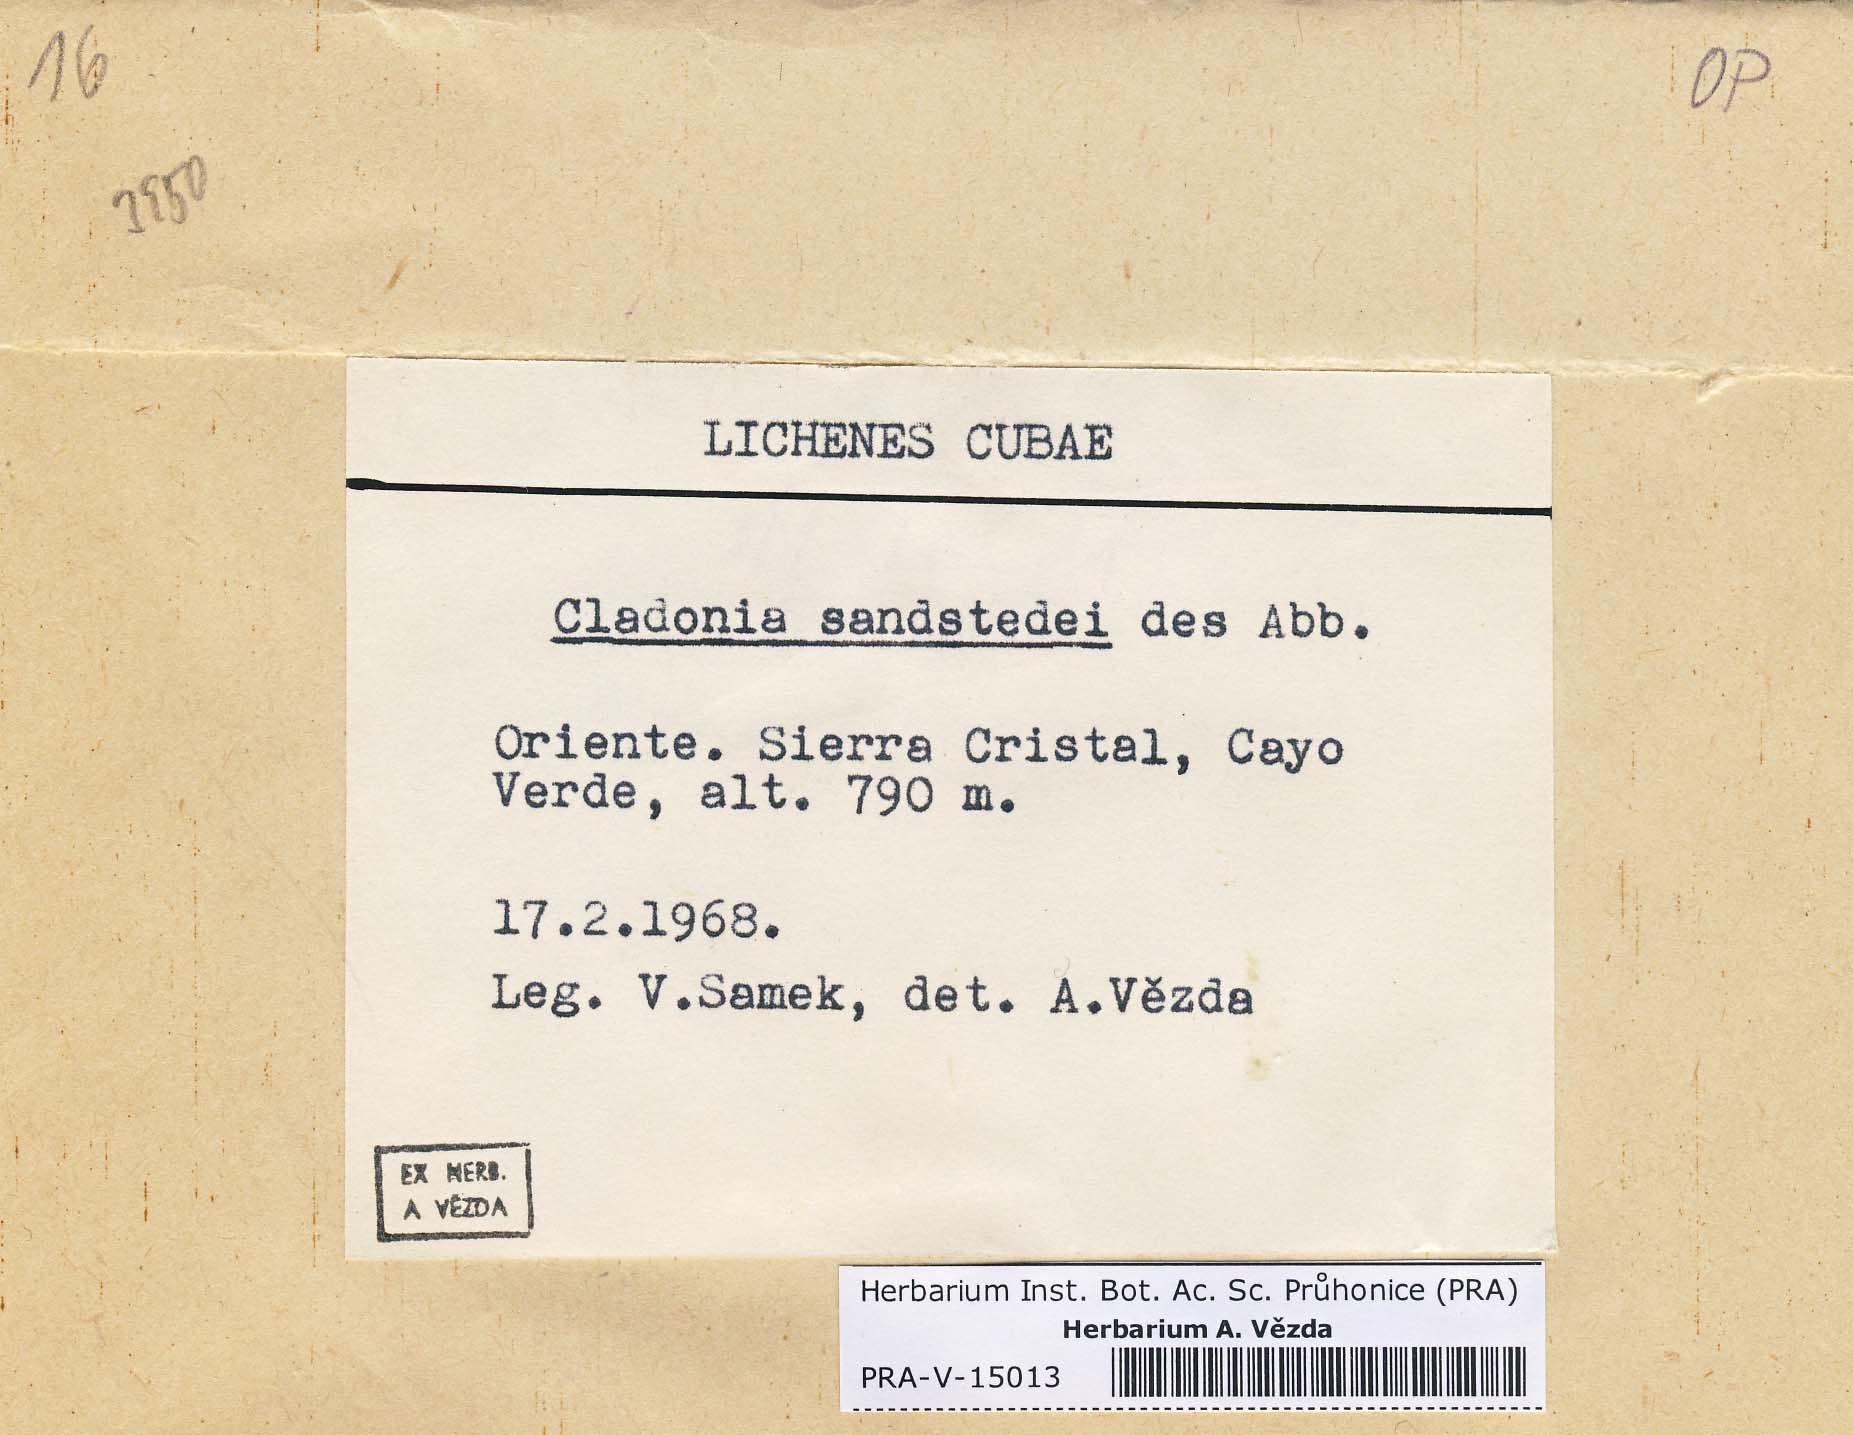 16
OP
3950
LICHENES CUBAE
Cladonia sandstedei des Abb.
Oriente. Sierra Cristal, Cayo
Verde, alt. 790 m.
17.2.1968.
Leg. V.Samek, det. A.Vězda
EX HERB.
A VĚZDA
Herbarium Inst. Bot. Ac. Sc. Průhonice (PRA)
Herbarium A. Vězda
PRA-V-15013